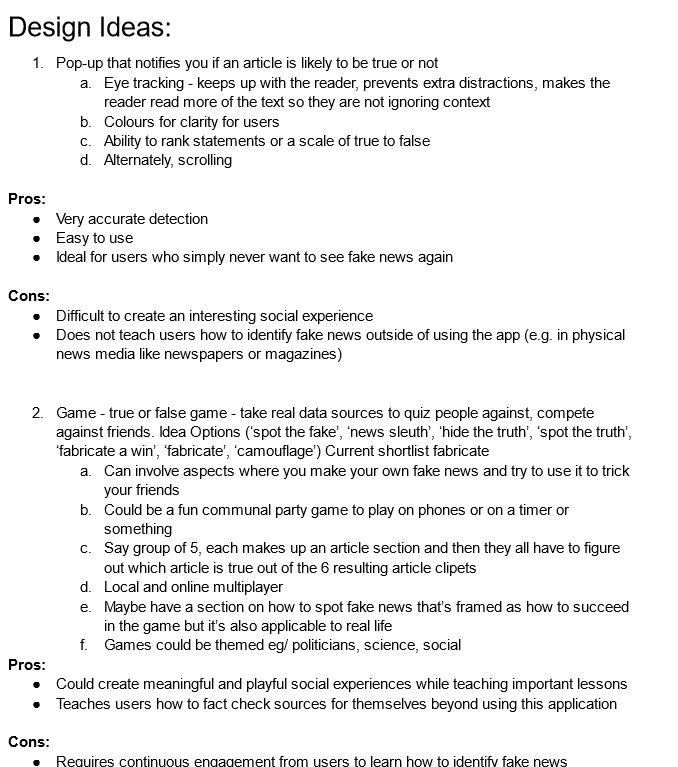 Design Ideas:
1. Pop-up that notifies you if an article is likely to be true or not
a. Eye tracking - keeps up with the reader, prevents extra distractions, makes the
reader read more of the text so they are not ignoring context
b. Colours for clarity for users
c. Ability to rank statements or a scale of true to false
d. Alternately, scrolling
Pros:
● Very accurate detection
● Easy to use
● Ideal for users who simply never want to see fake news again
Cons:
● Difficult to create an interesting social experience
● Does not teach users how to identify fake news outside of using the app (e.g. in physical
news media like newspapers or magazines)
2. Game - true or false game - take real data sources to quiz people against, compete
against friends. Idea Options (‘spot the fake’, ‘news sleuth’, ‘hide the truth’, ‘spot the truth’,
‘fabricate a win’, ‘fabricate’, ‘camouflage’) Current shortlist fabricate
a. Can involve aspects where you make your own fake news and try to use it to trick
your friends
b. Could be a fun communal party game to play on phones or on a timer or
something
c. Say group of 5, each makes up an article section and then they all have to figure
out which article is true out of the 6 resulting article clipets
d. Local and online multiplayer
e. Maybe have a section on how to spot fake news that’s framed as how to succeed
in the game but it’s also applicable to real life
f. Games could be themed eg/ politicians, science, social
Pros:
● Could create meaningful and playful social experiences while teaching important lessons
● Teaches users how to fact check sources for themselves beyond using this application
Cons:
● Requires continuous engagement from users to learn how to identify fake news